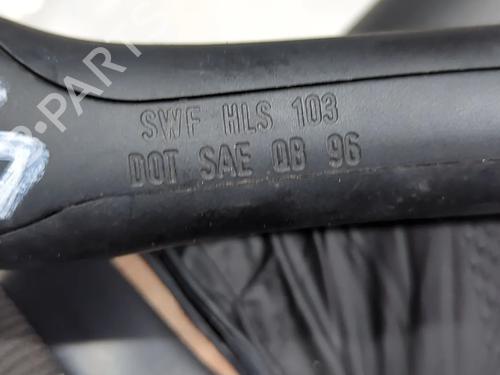 SWF HLS 103
DOT SAE QB 96